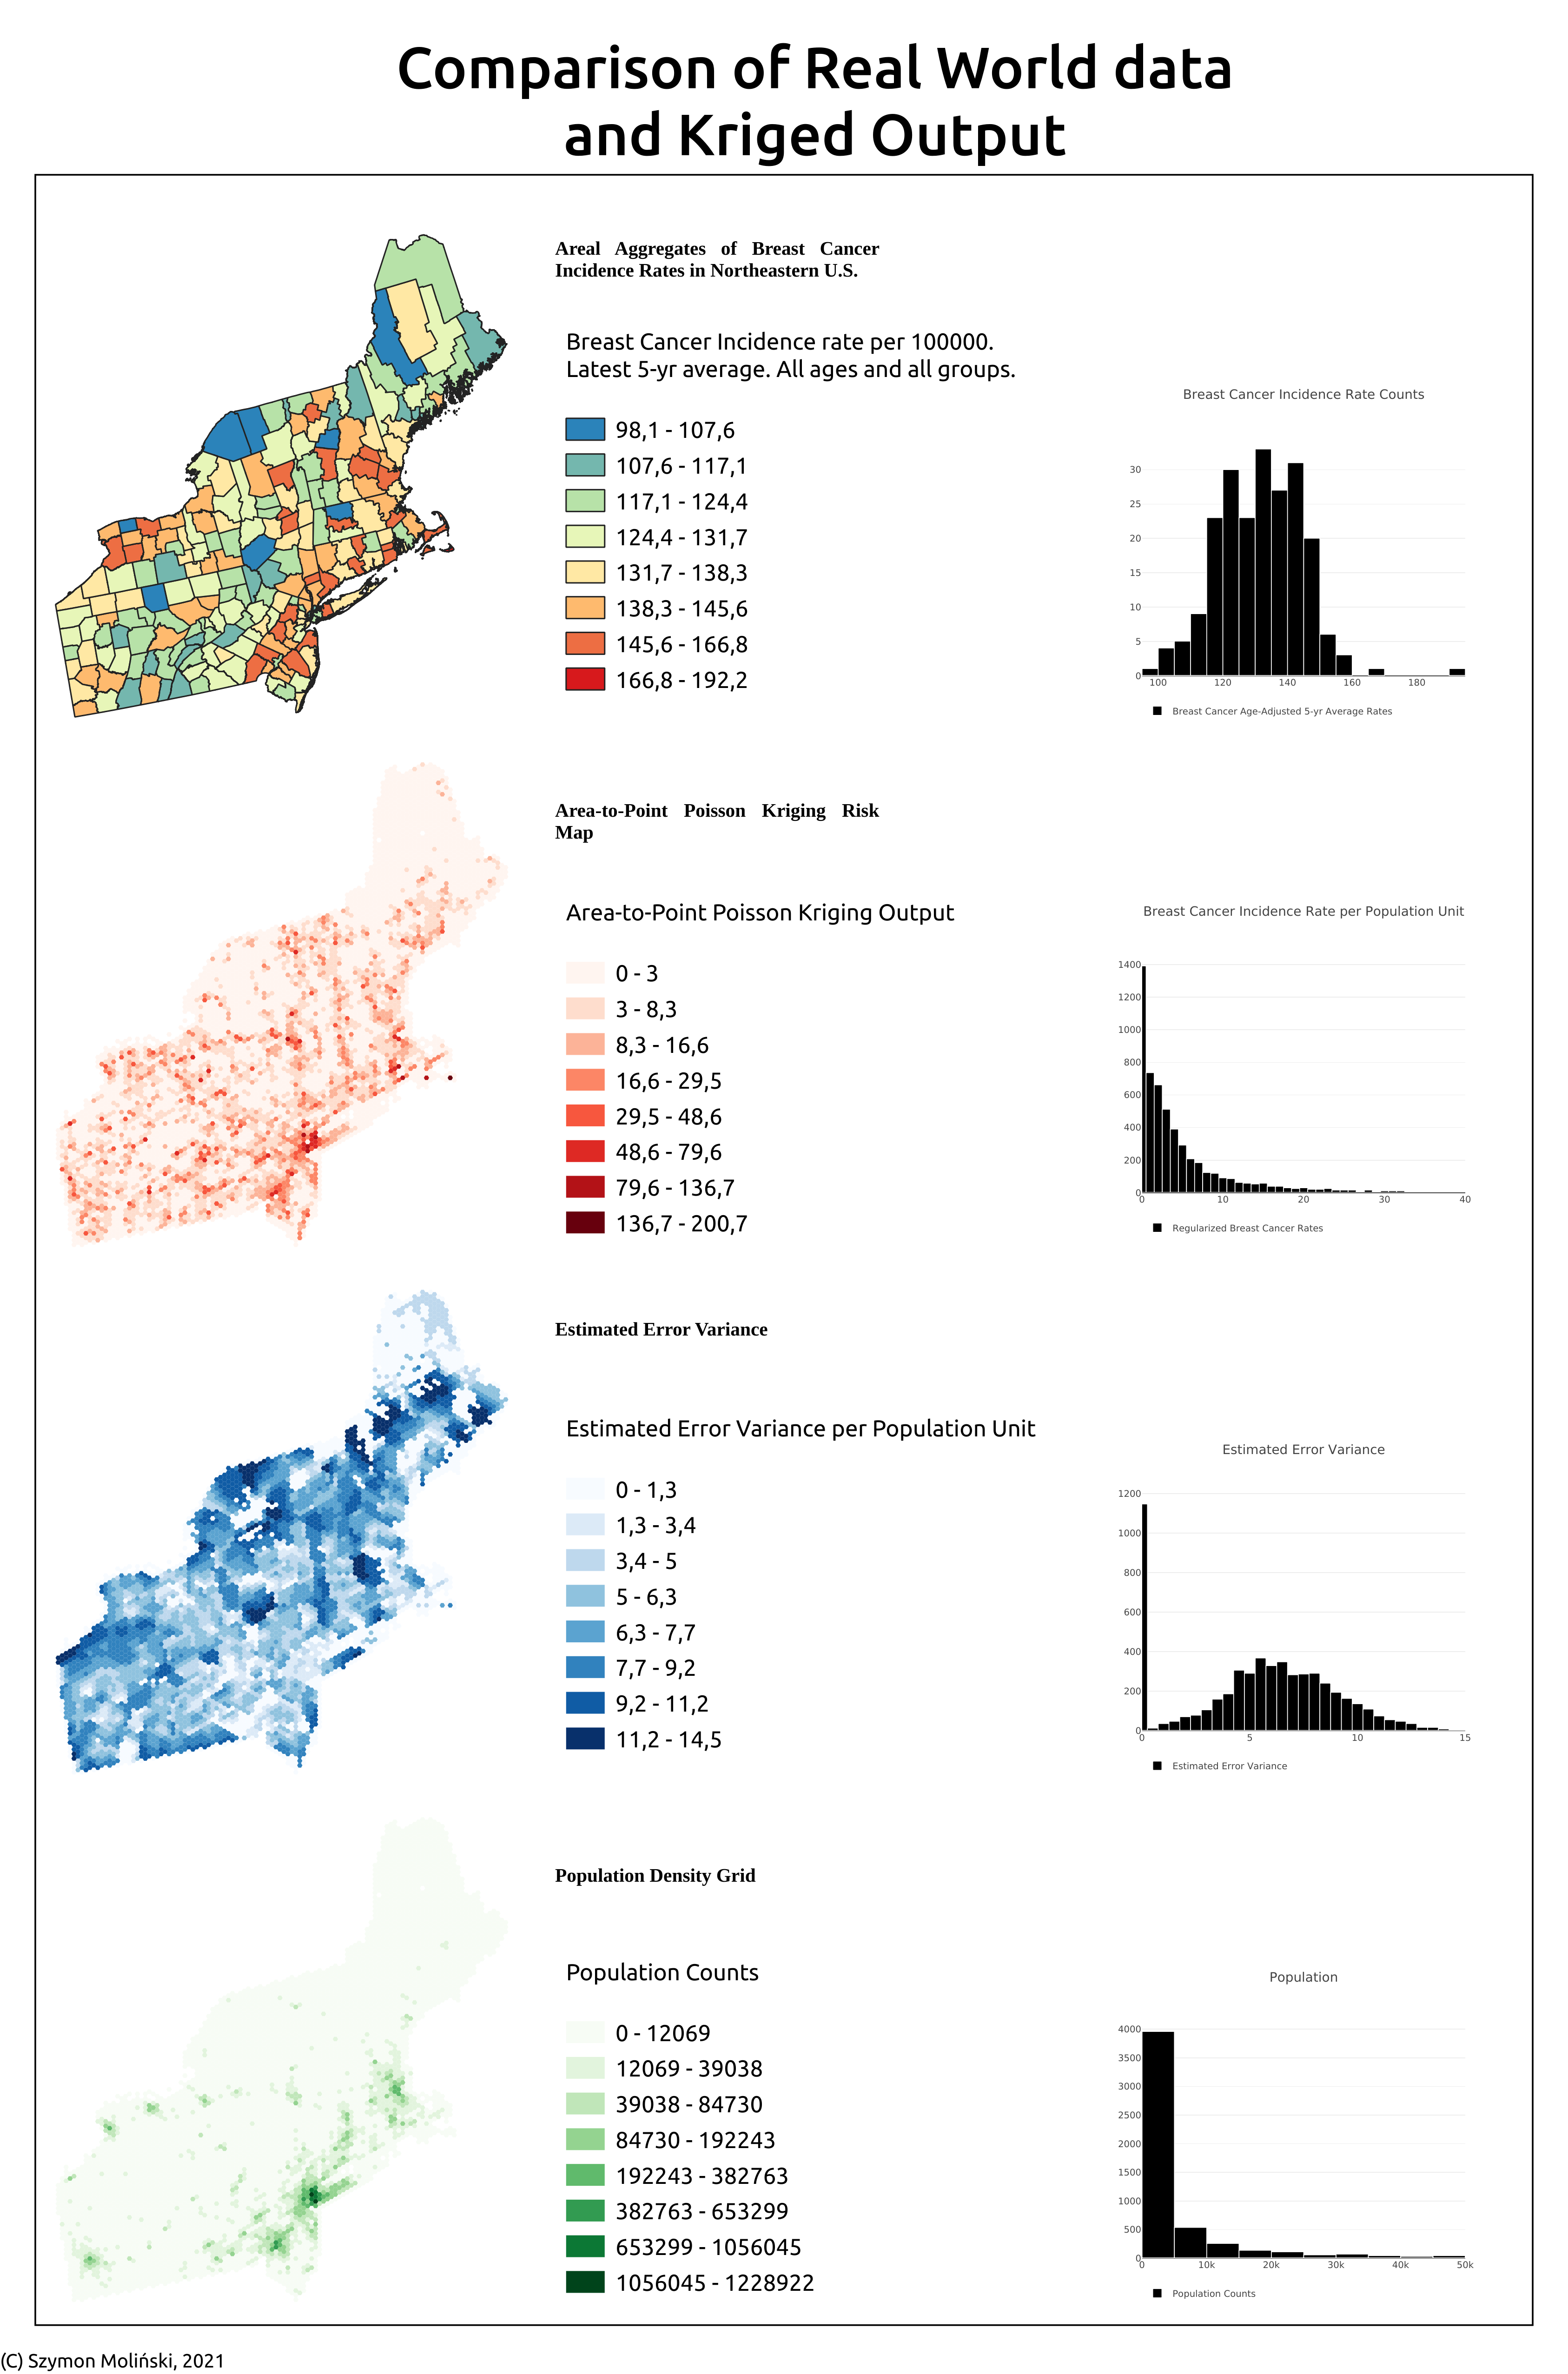 Comparison of Real World data
and Kriged Output
Areal Aggregates of Breast Cancer
Incidence Rates in Northeastern U.S.
Breast Cancer Incidence rate per 100000.
Latest 5-yr average. All ages and all groups.
98,1 - 107,6
107,6 - 117,1
117,1 - 124,4
124,4 - 131,7
131,7 - 138,3
138,3 - 145,6
145,6 - 166,8
166,8 - 192,2
Breast Cancer Incidence Rate Counts
30
25
20
15
10
5
0
100 120 140 160 180
Breast Cancer Age-Adjusted 5-yr Average Rates
Area-to-Point Poisson Kriging Risk
Map
Area-to-Point Poisson Kriging Output
0 - 3
3 - 8,3
8,3 - 16,6
16,6 - 29,5
29,5 - 48,6
48,6 - 79,6
79,6 - 136,7
136,7 - 200,7
Breast Cancer Incidence Rate per Population Unit
1400
1200
1000
800
600
400
200
0
0 10 20 30 40
Regularized Breast Cancer Rates
Estimated Error Variance
Estimated Error Variance per Population Unit
0 - 1,3
1,3 - 3,4
3,4 - 5
5 - 6,3
6,3 - 7,7
7,7 - 9,2
9,2 - 11,2
11,2 - 14,5
Estimated Error Variance
1200
1000
800
600
400
200
0
0 5 10 15
Estimated Error Variance
Population Density Grid
Population Counts
0 - 12069
12069 - 39038
39038 - 84730
84730 - 192243
192243 - 382763
382763 - 653299
653299 - 1056045
1056045 - 1228922
Population
4000
3500
3000
2500
2000
1500
1000
500
0
0 10k 20k 30k 40k 50k
Population Counts
(C) Szymon Moliński, 2021